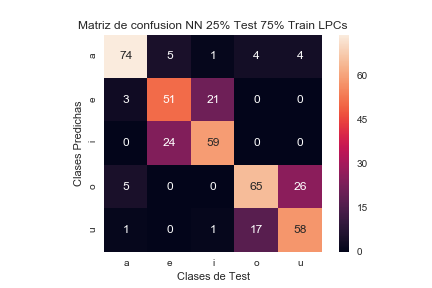 Matriz de confusion NN 25% Test 75% Train LPCs
Clases Predichas
a 74 5 1 4 4
e 3 51 21 0 0
i 0 24 59 0 0
o 5 0 0 65 26
u 1 0 1 17 58
a e i o u
Clases de Test
60
45
30
15
0